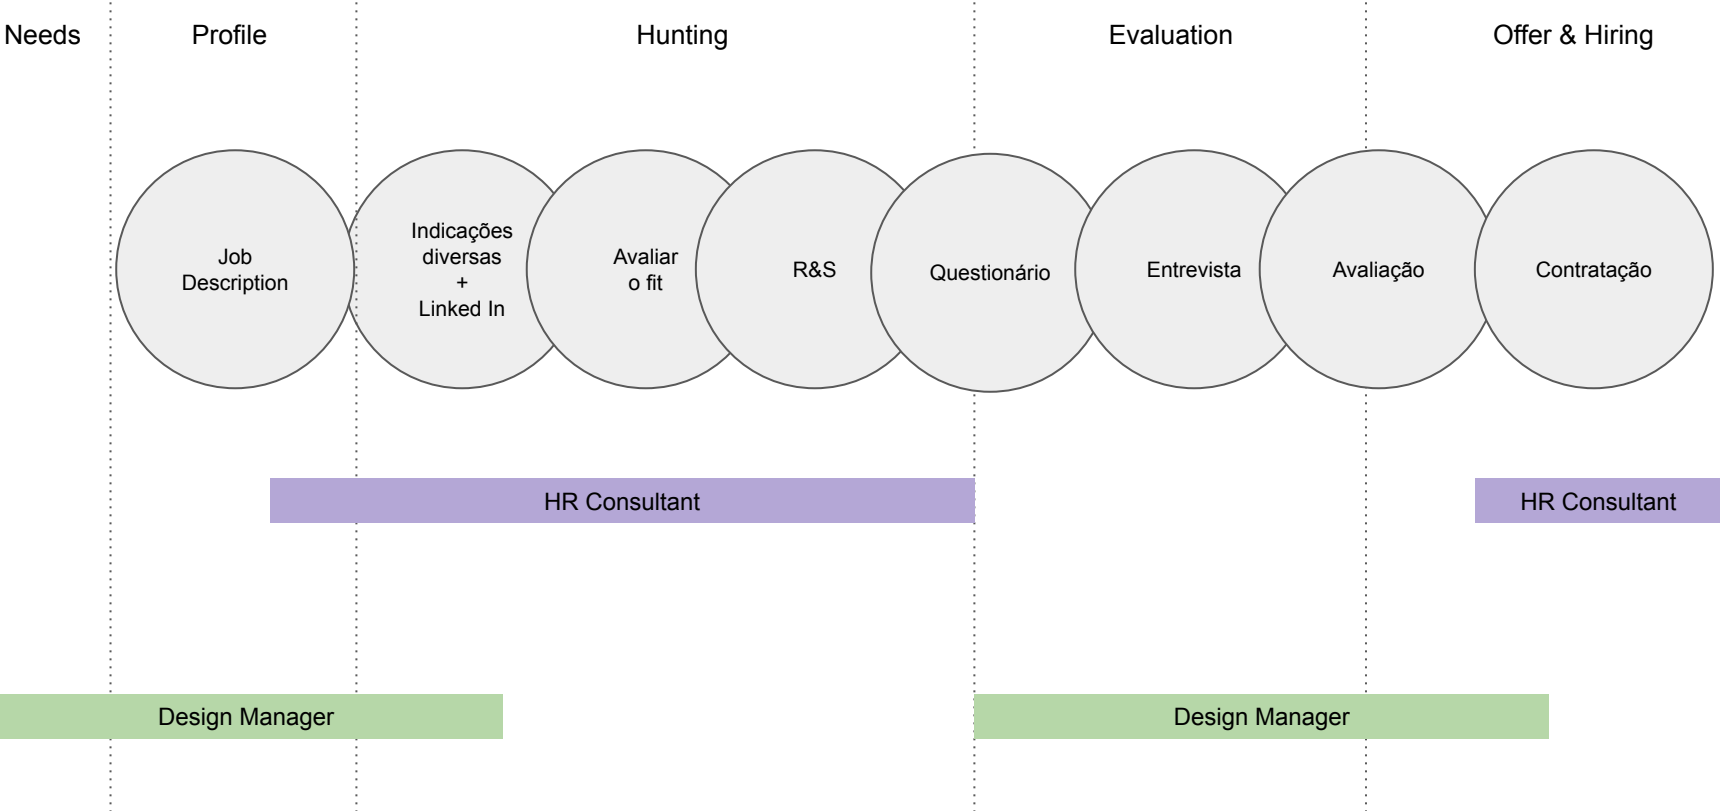 Needs
Profile
Hunting
Evaluation
Offer & Hiring
Job
Description
Indicações
diversas
+
Linked In
Avaliar
o fit
R&S
Questionário
Entrevista
Avaliação
Contratação
HR Consultant
HR Consultant
Design Manager
Design Manager